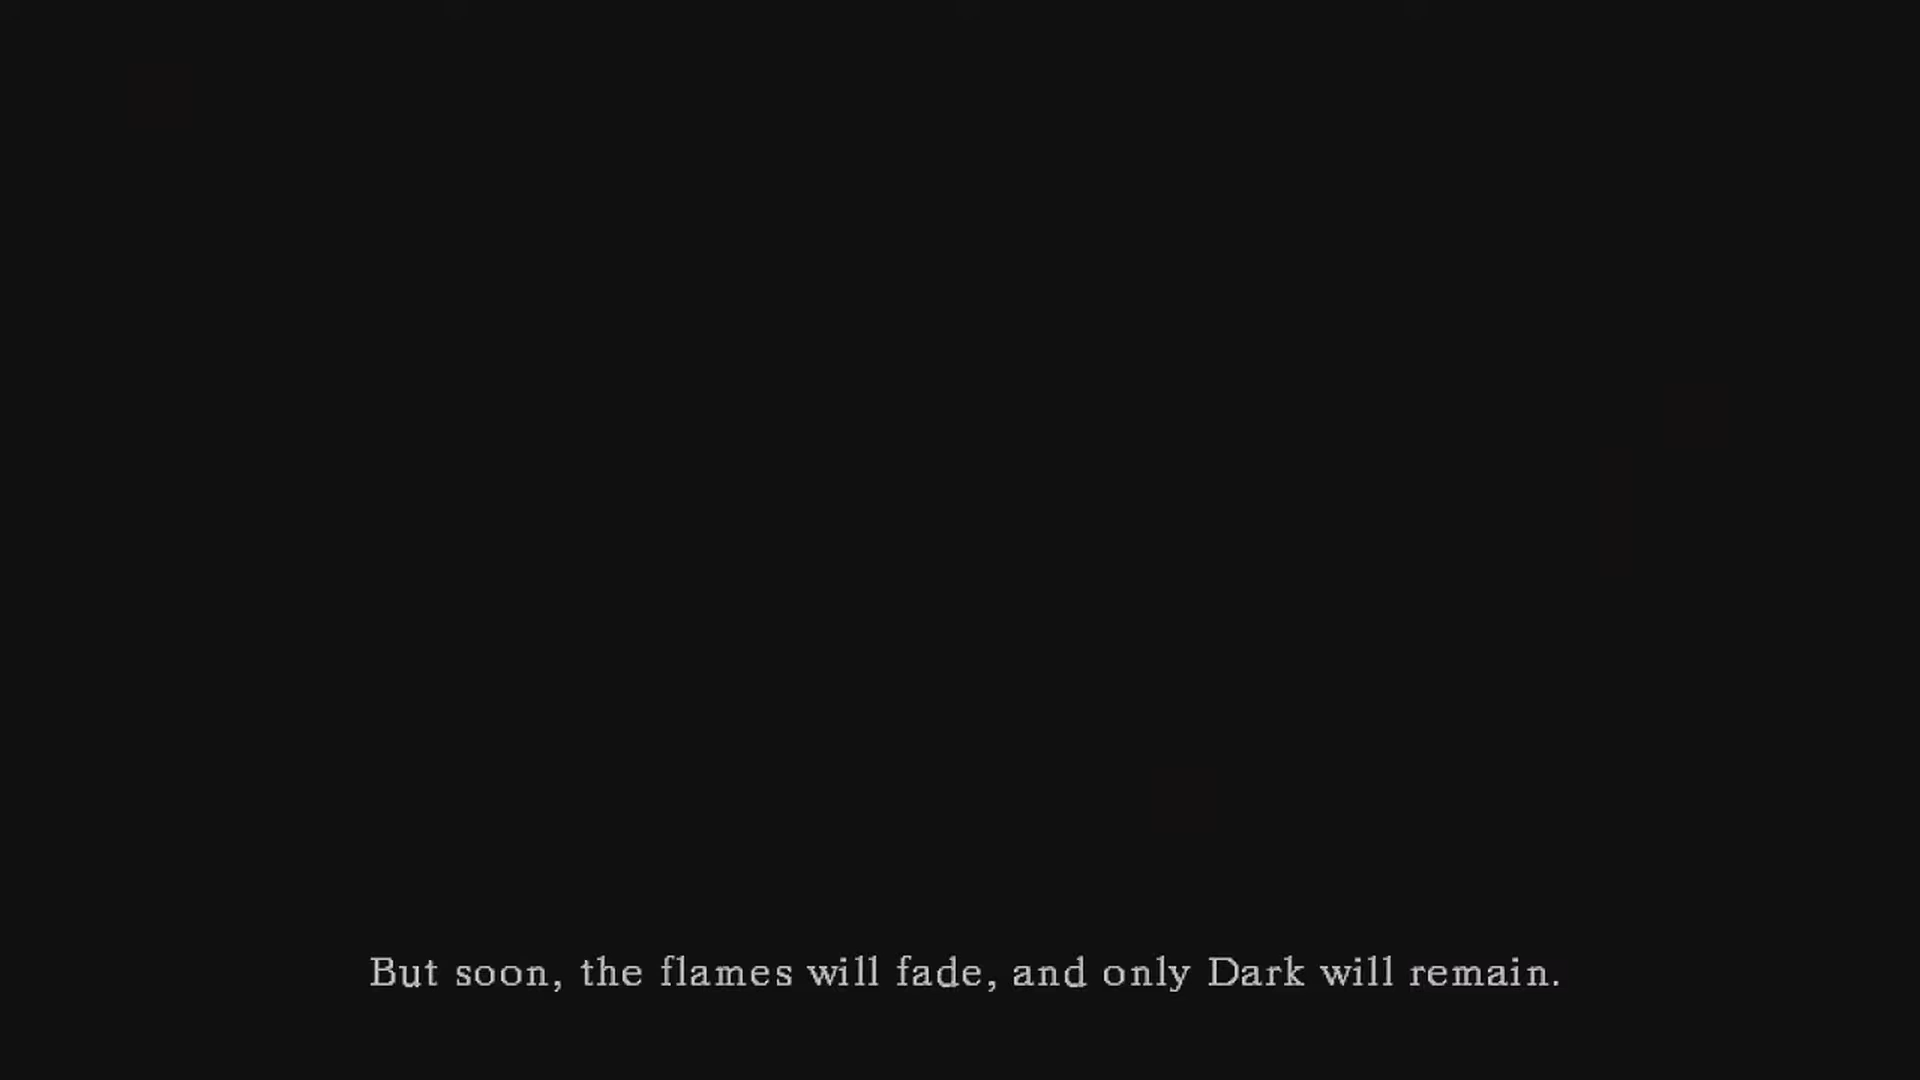 But soon, the flames will fade, and only Dark will remain.